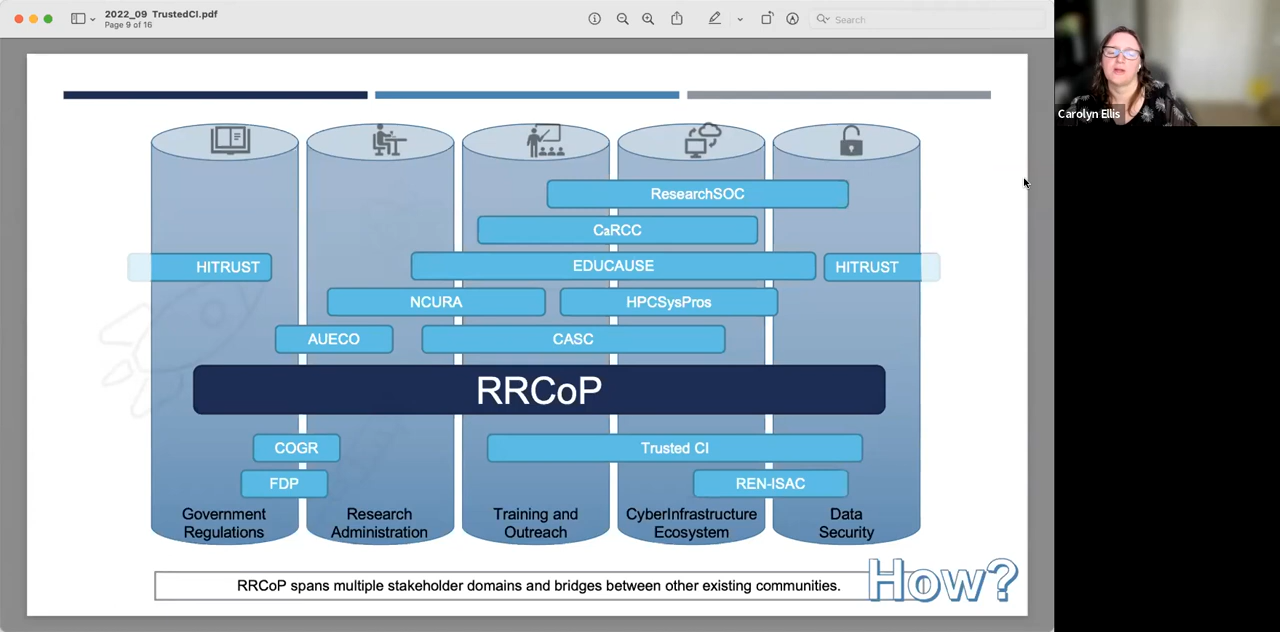 2022_09 TrustedCI.pdf
Page 9 of 16
Search
Carolyn Ellis
ResearchSOC
CaRCC
HITRUST
EDUCAUSE
HITRUST
NCURA
HPCSysPros
AUECO
CASC
RRCoP
COGR
Trusted CI
FDP
REN-ISAC
Government
Regulations
Research
Administration
Training and
Outreach
CyberInfrastructure
Ecosystem
Data
Security
RRCoP spans multiple stakeholder domains and bridges between other existing communities.
How?